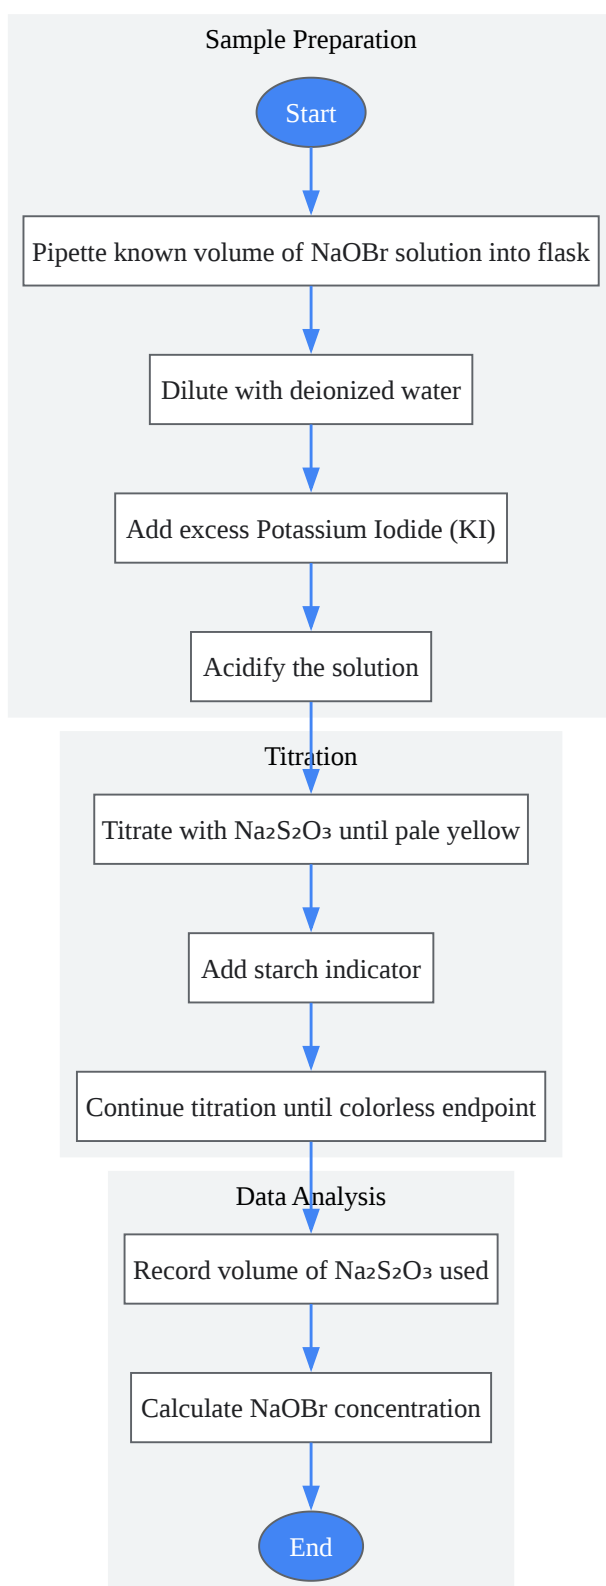 Sample Preparation
Start
Pipette known volume of NaOBr solution into flask
Dilute with deionized water
Add excess Potassium Iodide (KI)
Acidify the solution
Titration
Titrate with Na₂S₂O₃ until pale yellow
Add starch indicator
Continue titration until colorless endpoint
Data Analysis
Record volume of Na₂S₂O₃ used
Calculate NaOBr concentration
End